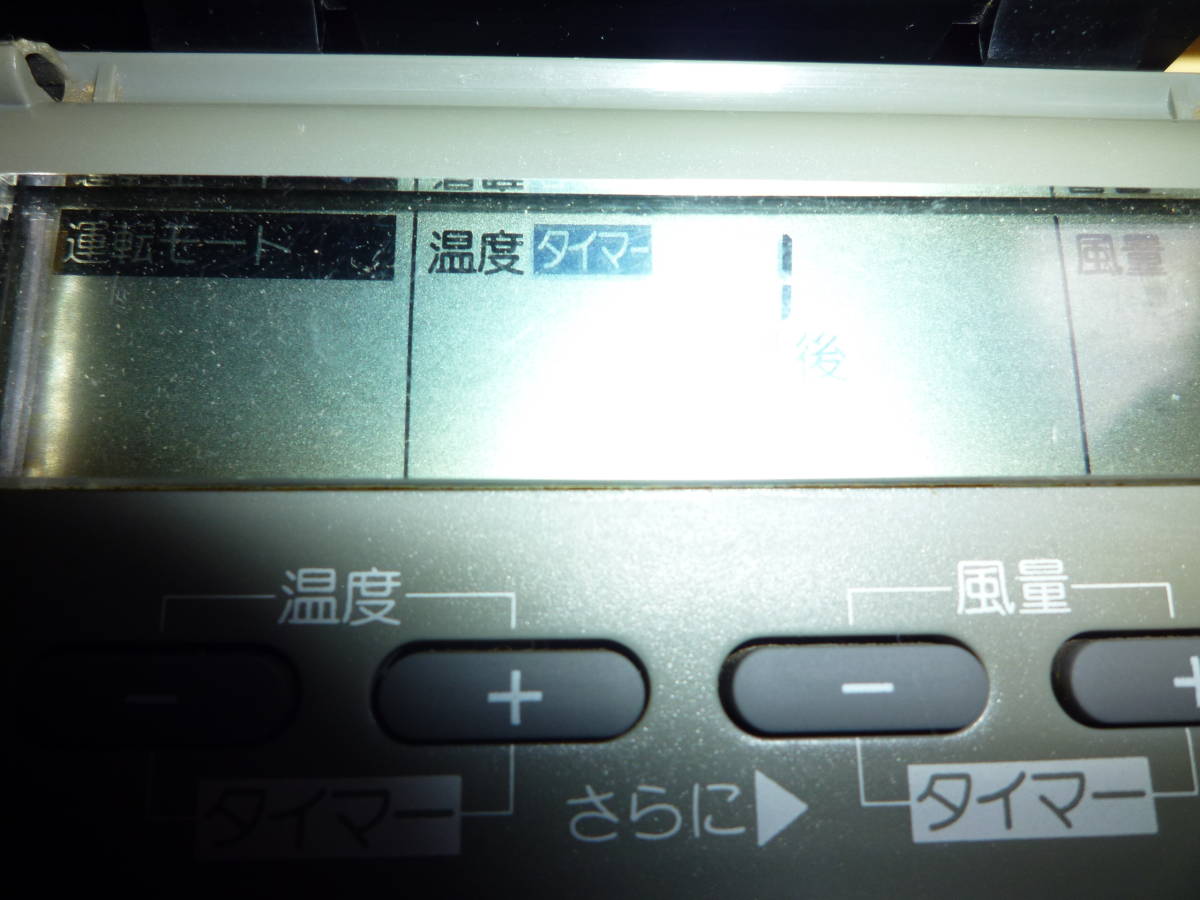 運転モード
温度 タイマー
風量
1
後
温度
風量
− + − +
タイマー
さらに▶
タイマー